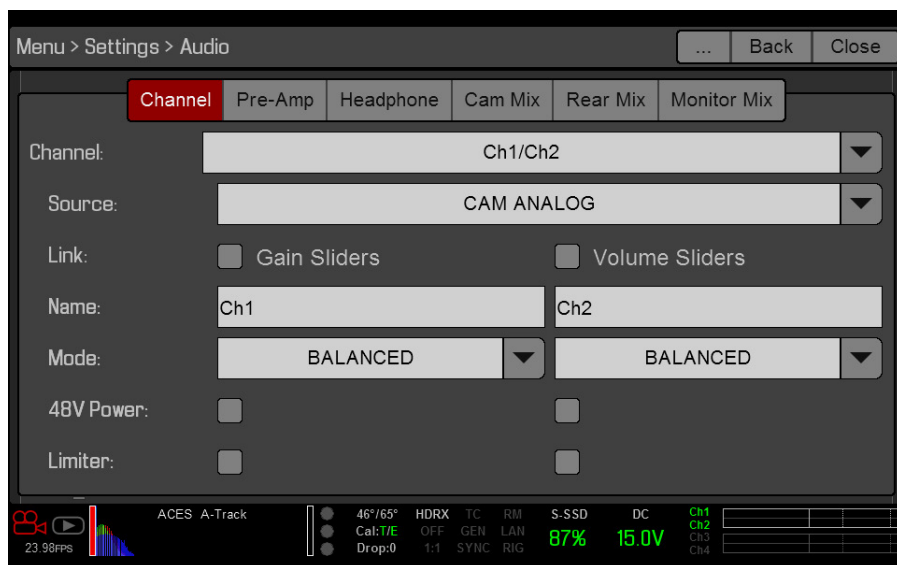 Menu > Settings > Audio ... Back Close
Channel Pre-Amp Headphone Cam Mix Rear Mix Monitor Mix
Channel: Ch1/Ch2
Source: CAM ANALOG
Link: Gain Sliders Volume Sliders
Name: Ch1 Ch2
Mode: BALANCED BALANCED
48V Power:
Limiter:
ACES A-Track 46°/65° HDRX TC RM S-SSD DC Ch1
Cal:T/E OFF GEN LAN 87% 15.0V Ch2
23.98FPS Drop:0 1:1 SYNC RIG Ch3
Ch4